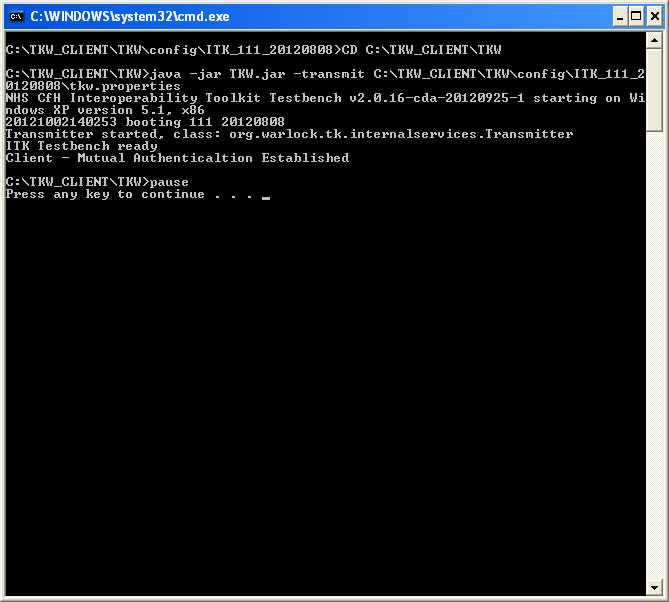 C:\WINDOWS\system32\cmd.exe
C:\TKW_CLIENT\TKW\config\ITK_111_20120808>CD C:\TKW_CLIENT\TKW
C:\TKW_CLIENT\TKW>java -jar TKW.jar -transmit C:\TKW_CLIENT\TKW\config\ITK_111_2
0120808\tkw.properties
NHS CfH Interoperability Toolkit Testbench v2.0.16-cda-20120925-1 starting on Wi
ndows XP version 5.1, x86
20121002140253 booting 111 20120808
Transmitter started, class: org.warlock.tk.internalservices.Transmitter
ITK Testbench ready
Client - Mutual Authenticaltion Established
C:\TKW_CLIENT\TKW>pause
Press any key to continue . . . _